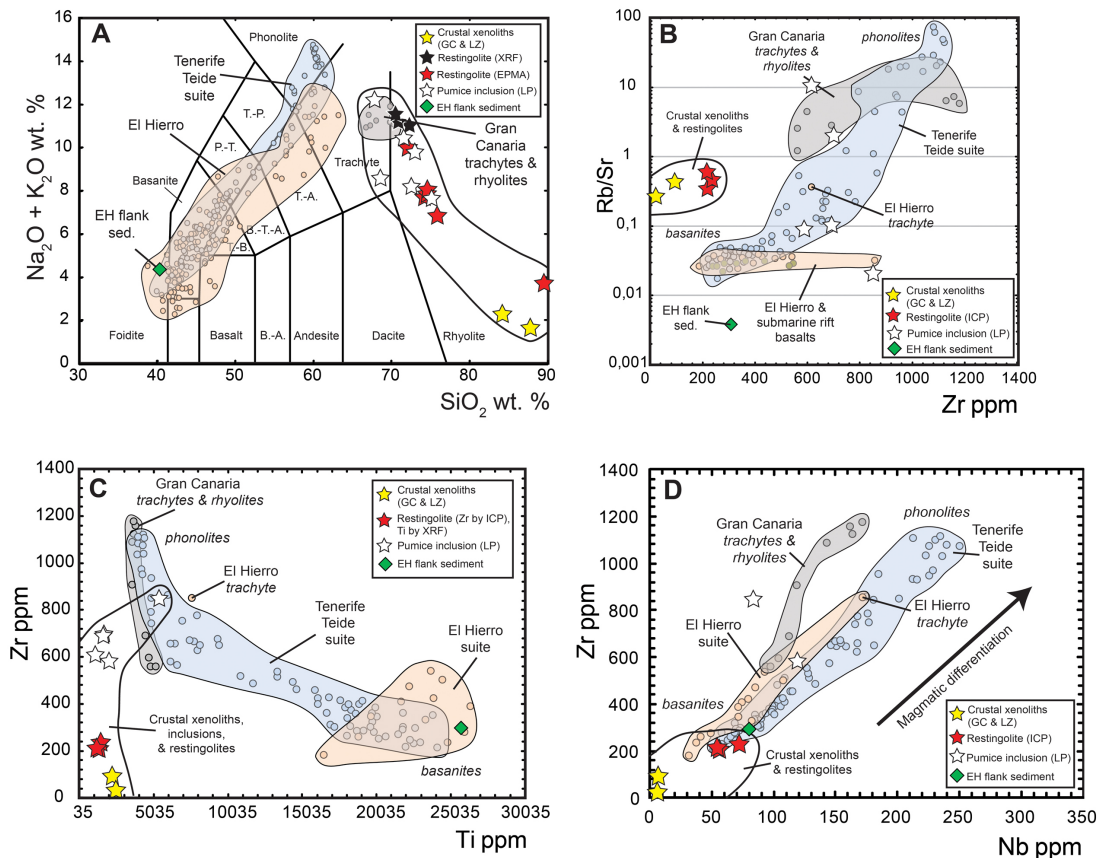 A
16
14
12
10
8
6
4
2
0
30
40
50
60
70
80
90
Na2O + K2O wt. %
SiO2 wt. %
Phonolite
Tenerife
Teide
suite
T.-P.
El Hierro
P.-T.
Basanite
EH flank
sed.
T.-A.
B.-T.-A.
T.-B.
Trachyte
Gran
Canaria
trachytes &
rhyolites
Foidite
Basalt
B.-A.
Andesite
Dacite
Rhyolite
Crustal xenoliths
(GC & LZ)
Restingolite (XRF)
Restingolite (EPMA)
Pumice inclusion (LP)
EH flank sediment
B
100
10
1
0,1
0,01
0,001
0
200
400
600
800
1000
1200
1400
Rb/Sr
Zr ppm
Gran Canaria
trachytes &
rhyolites
phonolites
Crustal xenoliths
& restingolites
Tenerife
Teide suite
El Hierro
trachyte
basanites
El Hierro &
submarine rift
basalts
EH flank
sed.
Crustal xenoliths
(GC & LZ)
Restingolite (ICP)
Pumice inclusion (LP)
EH flank sediment
C
1400
1200
1000
800
600
400
200
0
35
5035
10035
15035
20035
25035
30035
Zr ppm
Ti ppm
Gran Canaria
trachytes & rhyolites
phonolites
El Hierro
trachyte
Tenerife
Teide
suite
El Hierro
suite
Crustal xenoliths,
inclusions,
& restingolites
basanites
Crustal xenoliths
(GC & LZ)
Restingolite (Zr by ICP),
Ti by XRF)
Pumice inclusion (LP)
EH flank sediment
D
1400
1200
1000
800
600
400
200
0
0
50
100
150
200
250
300
350
Zr ppm
Nb ppm
phonolites
Gran Canaria
trachytes &
rhyolites
Tenerife
Teide
suite
El Hierro
suite
El Hierro
trachyte
basanites
Magmatic differentiation
Crustal xenoliths
& restingolites
Crustal xenoliths
(GC & LZ)
Restingolite (ICP)
Pumice inclusion (LP)
EH flank sediment